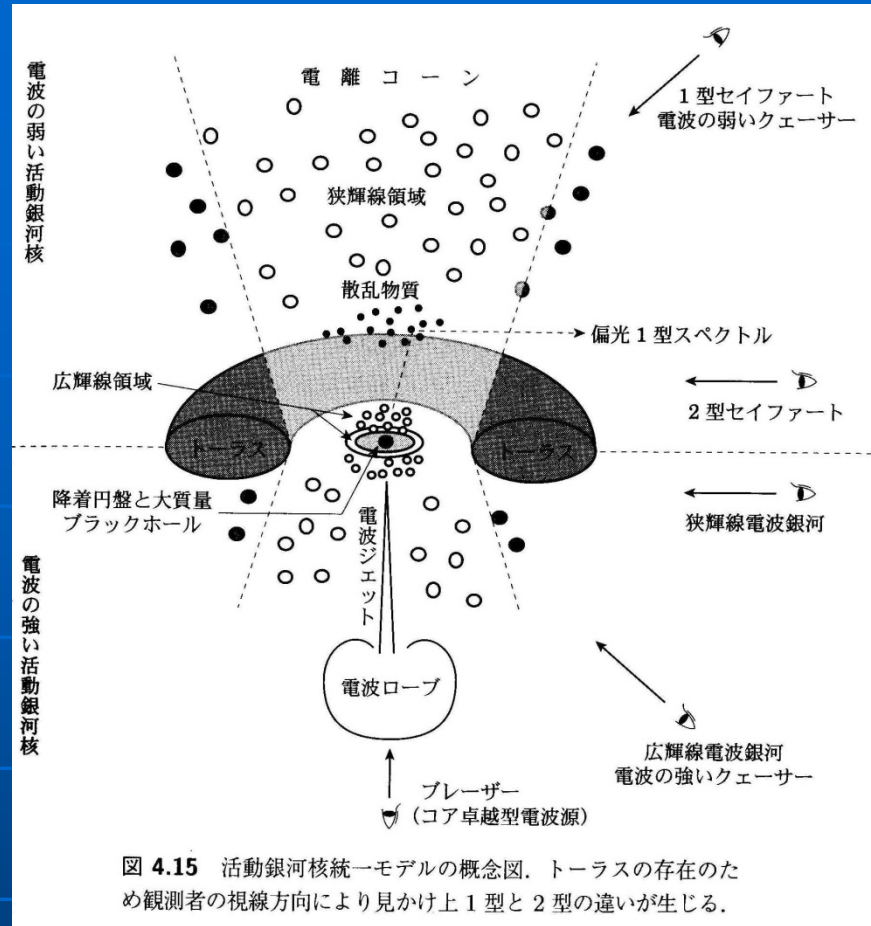 電波の弱い活動銀河核
電離コーン
1型セイファート
電波の弱いクェーサー
狭輝線領域
散乱物質
偏光1型スペクトル
広輝線領域
2型セイファート
トーラス
トーラス
降着円盤と大質量
ブラックホール
狭輝線電波銀河
電波ジェット
電波の強い活動銀河核
電波ローブ
広輝線電波銀河
電波の強いクェーサー
ブレーザー
(コア卓越型電波源)
図 4.15 活動銀河核統一モデルの概念図.トーラスの存在のた
め観測者の視線方向により見かけ上1型と2型の違いが生じる.